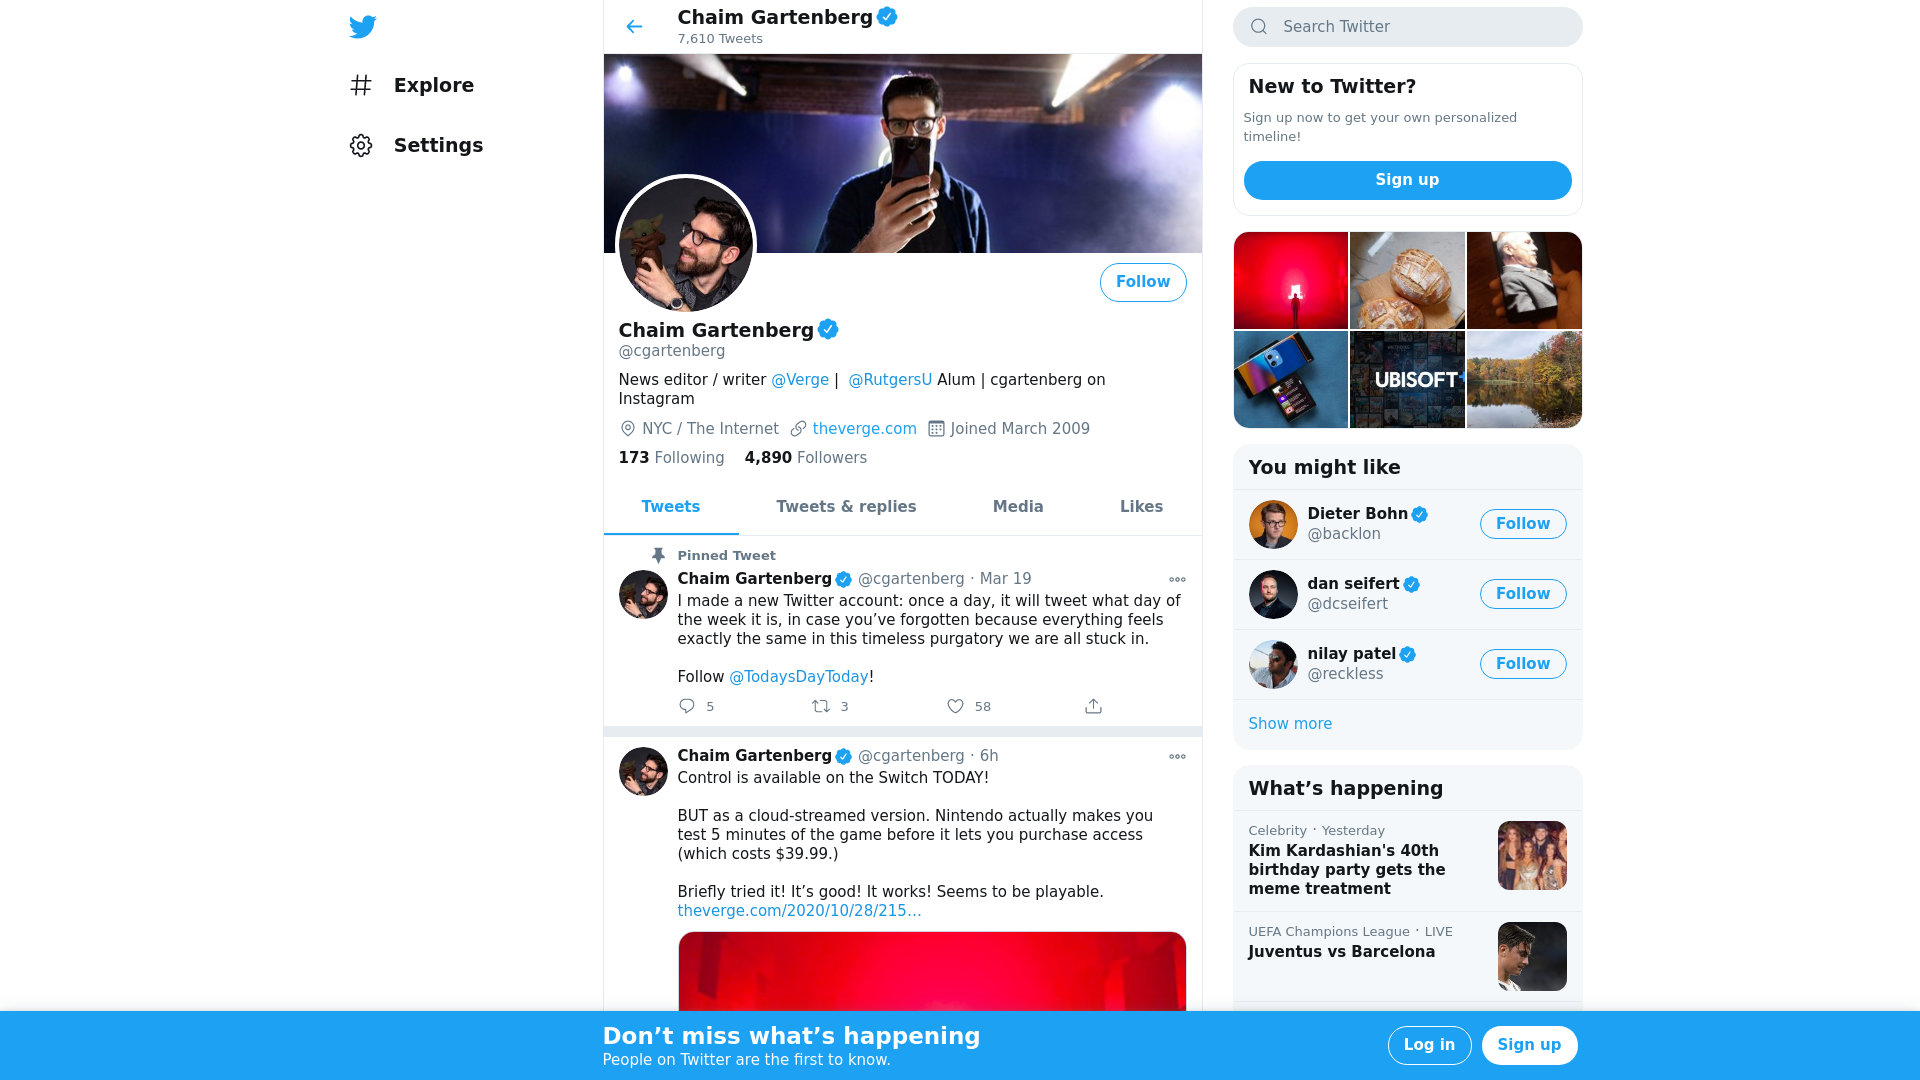 Explore
Settings
Chaim Gartenberg
7,610 Tweets
Follow
Chaim Gartenberg
@cgartenberg
News editor / writer @Verge | @RutgersU Alum | cgartenberg on
Instagram
NYC / The Internet theverge.com Joined March 2009
173 Following 4,890 Followers
Tweets Tweets & replies Media Likes
Pinned Tweet
Chaim Gartenberg @cgartenberg · Mar 19
I made a new Twitter account: once a day, it will tweet what day of
the week it is, in case you’ve forgotten because everything feels
exactly the same in this timeless purgatory we are all stuck in.
Follow @TodaysDayToday!
5 3 58
Chaim Gartenberg @cgartenberg · 6h
Control is available on the Switch TODAY!
BUT as a cloud-streamed version. Nintendo actually makes you
test 5 minutes of the game before it lets you purchase access
(which costs $39.99.)
Briefly tried it! It’s good! It works! Seems to be playable.
theverge.com/2020/10/28/215…
Search Twitter
New to Twitter?
Sign up now to get your own personalized
timeline!
Sign up
UBISOFT+
You might like
Dieter Bohn
@backlon
Follow
dan seifert
@dcseifert
Follow
nilay patel
@reckless
Follow
Show more
What’s happening
Celebrity · Yesterday
Kim Kardashian's 40th
birthday party gets the
meme treatment
UEFA Champions League · LIVE
Juventus vs Barcelona
Don’t miss what’s happening
People on Twitter are the first to know.
Log in Sign up